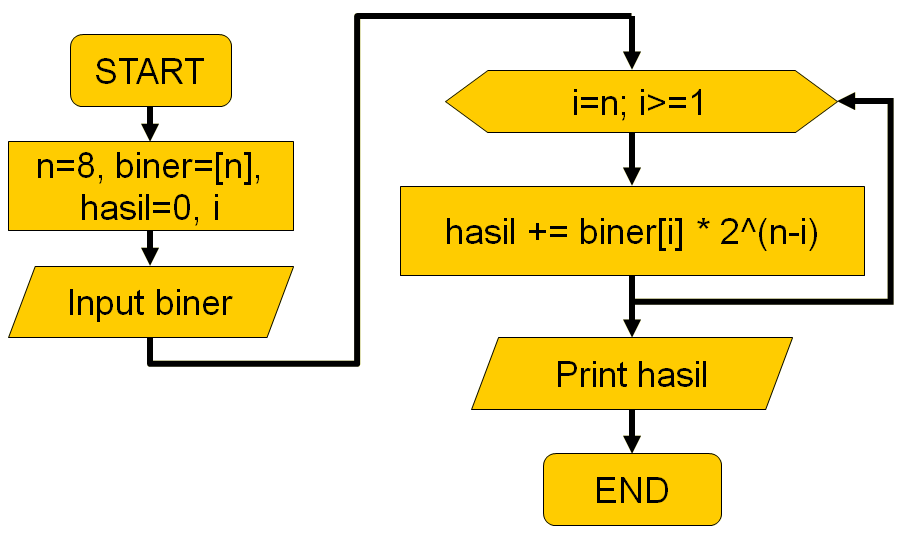 START
n=8, biner=[n],
hasil=0, i
Input biner
i=n; i>=1
hasil += biner[i] * 2^(n-i)
Print hasil
END